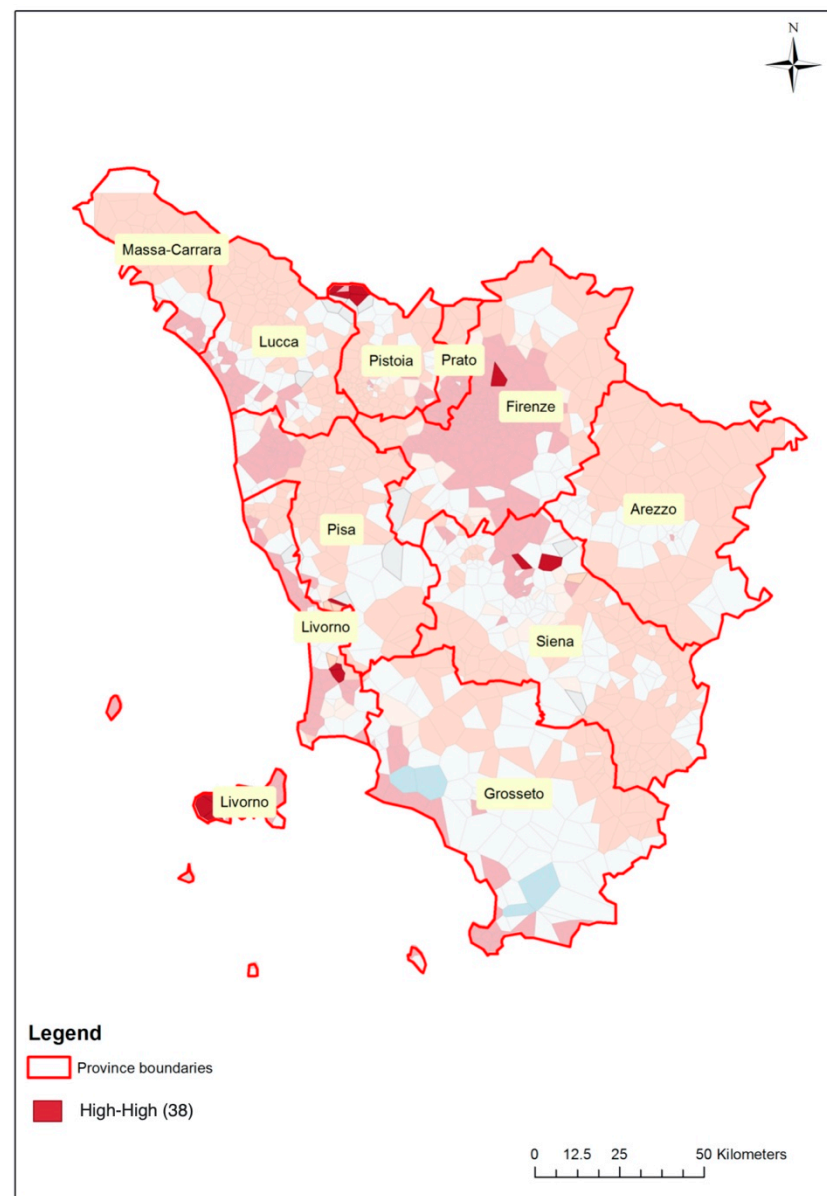 N
Massa-Carrara
Lucca
Pistoia
Prato
Firenze
Arezzo
Pisa
Livorno
Siena
Livorno
Grosseto
Legend
Province boundaries
High-High (38)
0 12.5 25 50 Kilometers